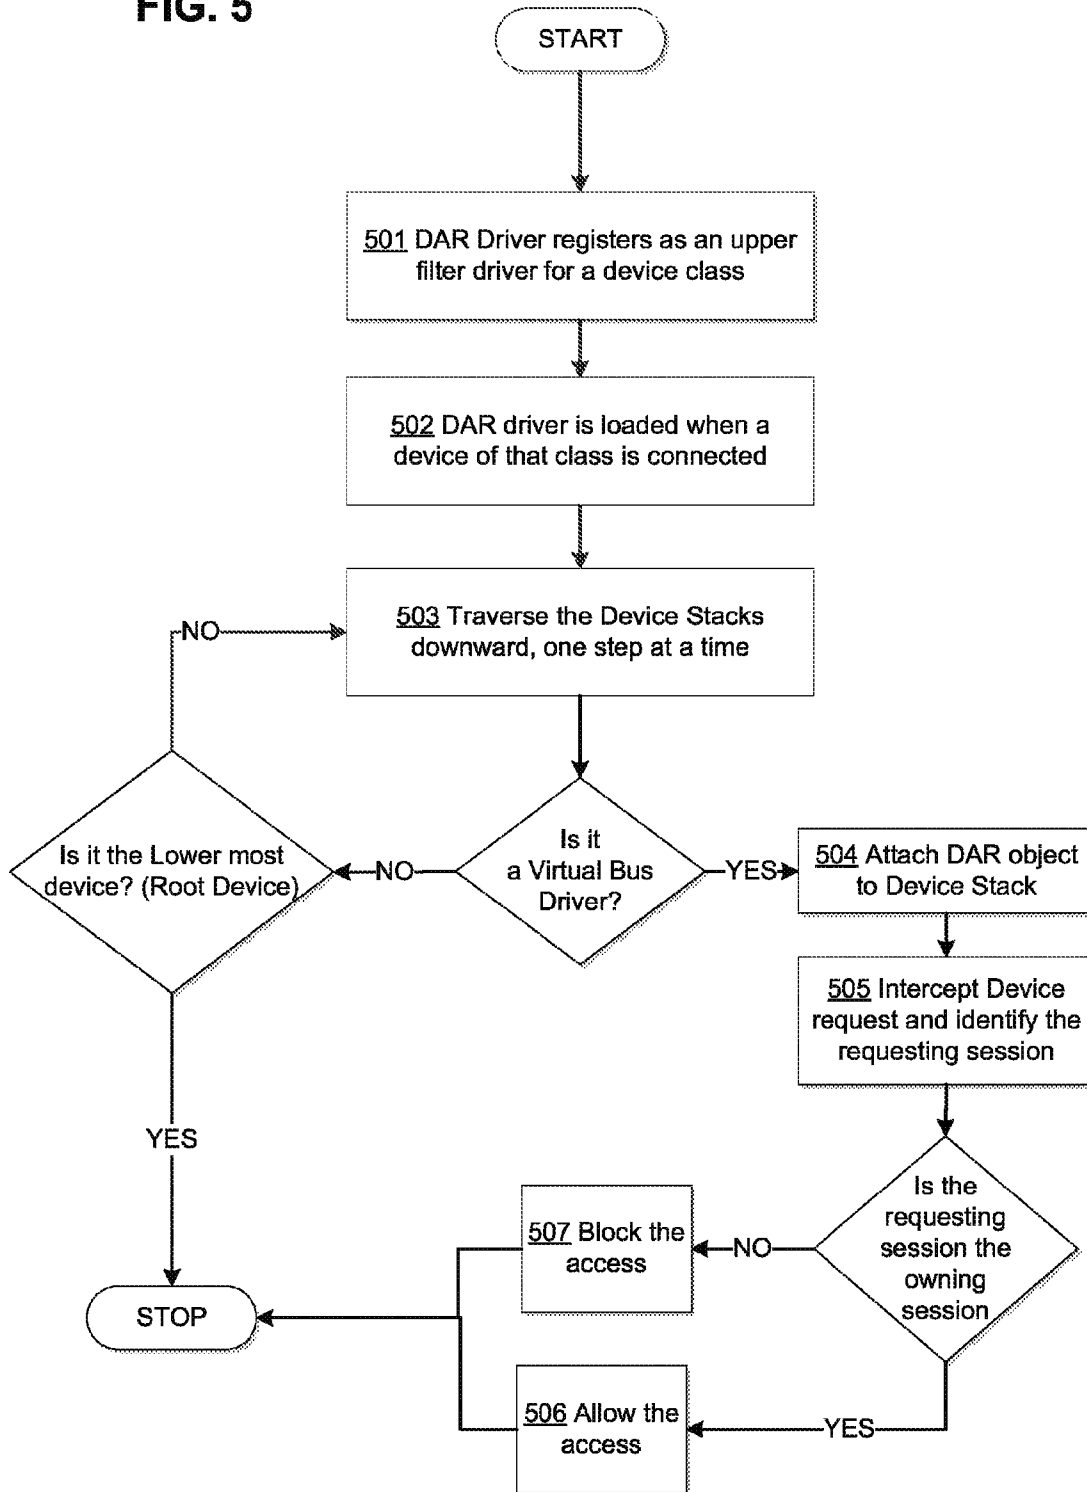 FIG. 5
START
501 DAR Driver registers as an upper
filter driver for a device class
502 DAR driver is loaded when a
device of that class is connected
503 Traverse the Device Stacks
downward, one step at a time
NO
Is it the Lower most
device? (Root Device)
NO
Is it
a Virtual Bus
Driver?
YES
504 Attach DAR object
to Device Stack
505 Intercept Device
request and identify the
requesting session
YES
Is the
requesting
session the
owning
session
NO
507 Block the
access
STOP
506 Allow the
access
YES